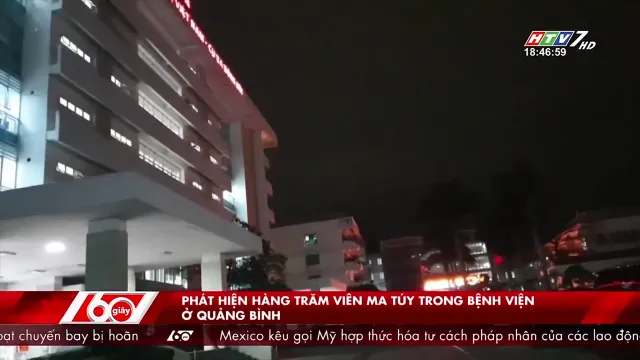 HTV7 HD
18:46:59
60 giây
PHÁT HIỆN HÀNG TRĂM VIÊN MA TÚY TRONG BỆNH VIỆN
Ở QUẢNG BÌNH
oạt chuyến bay bị hoãn 60 Mexico kêu gọi Mỹ hợp thức hóa tư cách pháp nhân của các lao độn